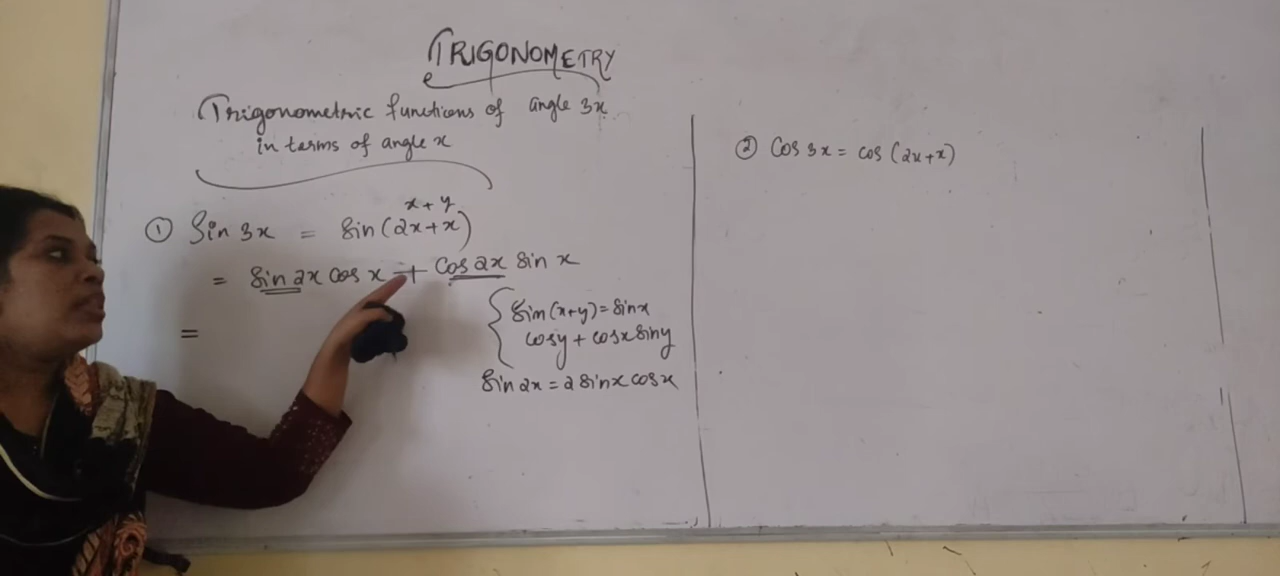 TRIGONOMETRY
Trigonometric functions of angle 3x
in terms of angle x
x + y
① Sin 3x = Sin (2x+x)
= Sin 2x cos x + cos 2x sin x
{ Sin (x+y) = Sinx
cosy + cosx siny
=
Sin 2x = 2 Sinx cosx
② Cos 3x = cos (2x+x)